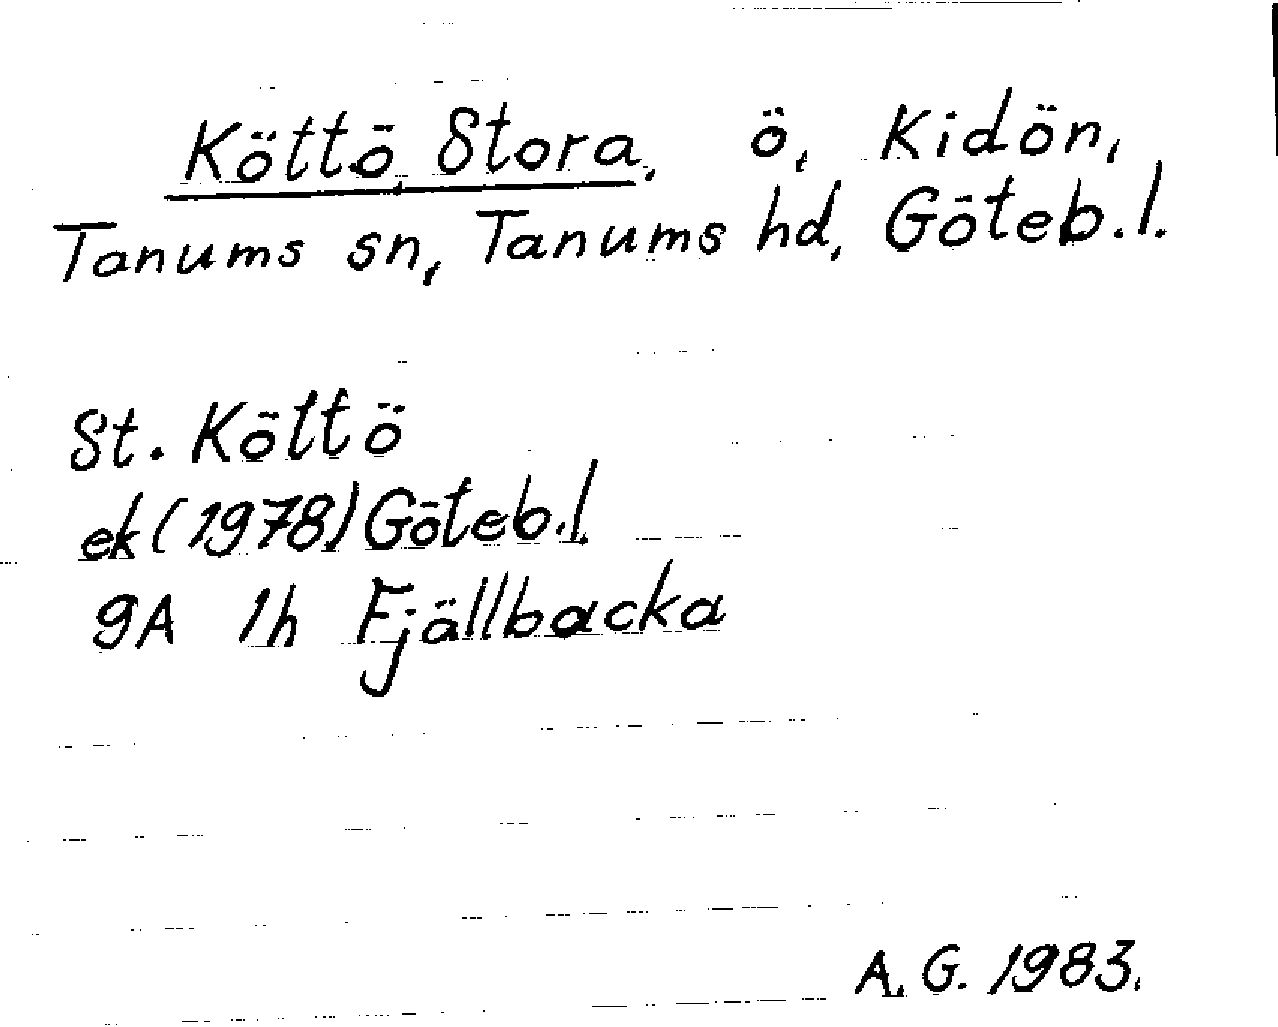 Köttö, Stora, ö, Kidön,
Tanums sn, Tanums hd, Göteb.l.
St. Köttö
ek (1978) Göteb.l.
9A 1h Fjällbacka
A.G. 1983.